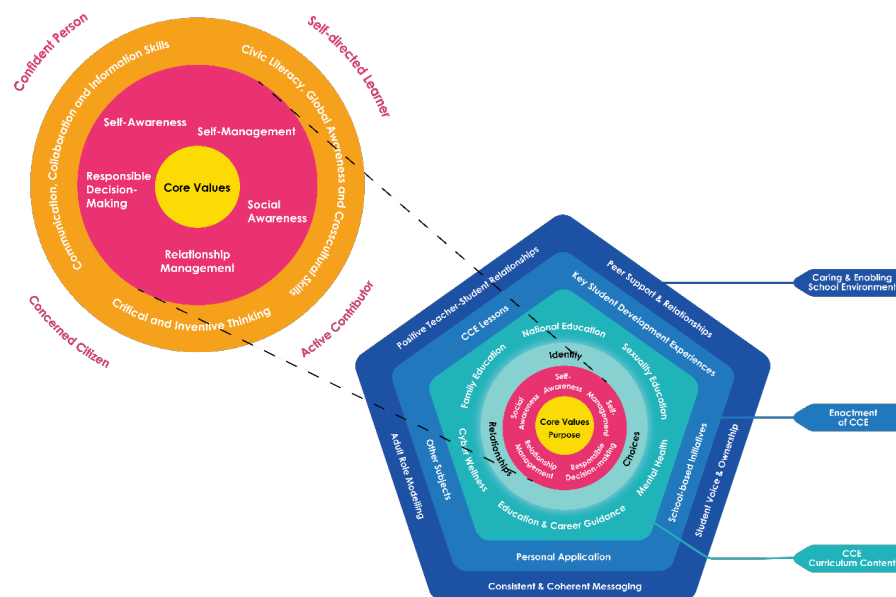 Confident Person
Self-directed Learner
Communication, Collaboration and Information Skills
Civic Literacy, Global Awareness and Crosscultural Skills
Self-Awareness
Self-Management
Responsible
Decision-
Making
Core Values
Social
Awareness
Relationship
Management
Critical and Inventive Thinking
Concerned Citizen
Active Contributor
Positive Teacher-Student Relationships
Peer Support & Relationships
Caring & Enabling
School Environment
CCE Lessons
Key Student Development Experiences
National Education
Family Education
Sexuality Education
Identity
Self-
Awareness
Self-
Management
Social
Awareness
Core Values
Purpose
Relationship
Management
Responsible
Decision-making
Relationships
Choices
Enactment
of CCE
Cyber Wellness
Mental Health
Education & Career Guidance
Other Subjects
School-based Initiatives
Adult Role Modelling
Student Voice & Ownership
Personal Application
CCE
Curriculum Content
Consistent & Coherent Messaging